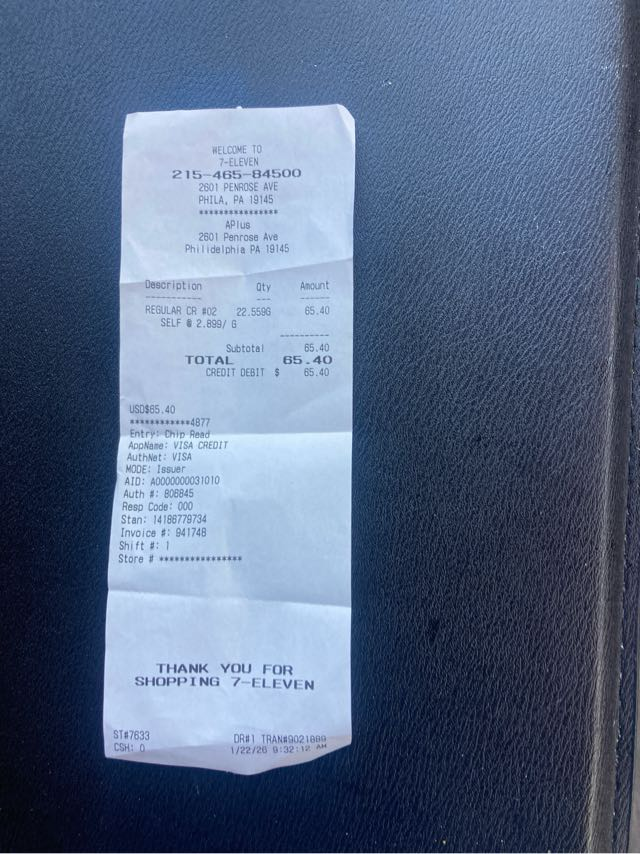 WELCOME TO
7-ELEVEN
215-465-84500
2601 PENROSE AVE
PHILA, PA 19145
****************
APlus
2601 Penrose Ave
Philidelphia PA 19145
Description Qty Amount
----------- --- ------
REGULAR CR #02 22.559G 65.40
SELF @ 2.899/ G
----------
Subtotal 65.40
TOTAL 65.40
CREDIT DEBIT $ 65.40
USD$65.40
************4877
Entry: Chip Read
AppName: VISA CREDIT
AuthNet: VISA
MODE: Issuer
AID: A0000000031010
Auth #: 806845
Resp Code: 000
Stan: 14186779734
Invoice #: 941748
Shift #: 1
Store # ****************
THANK YOU FOR
SHOPPING 7-ELEVEN
ST#7633 DR#1 TRAN#9021889
CSH: 0 1/22/26 9:32:12 AM